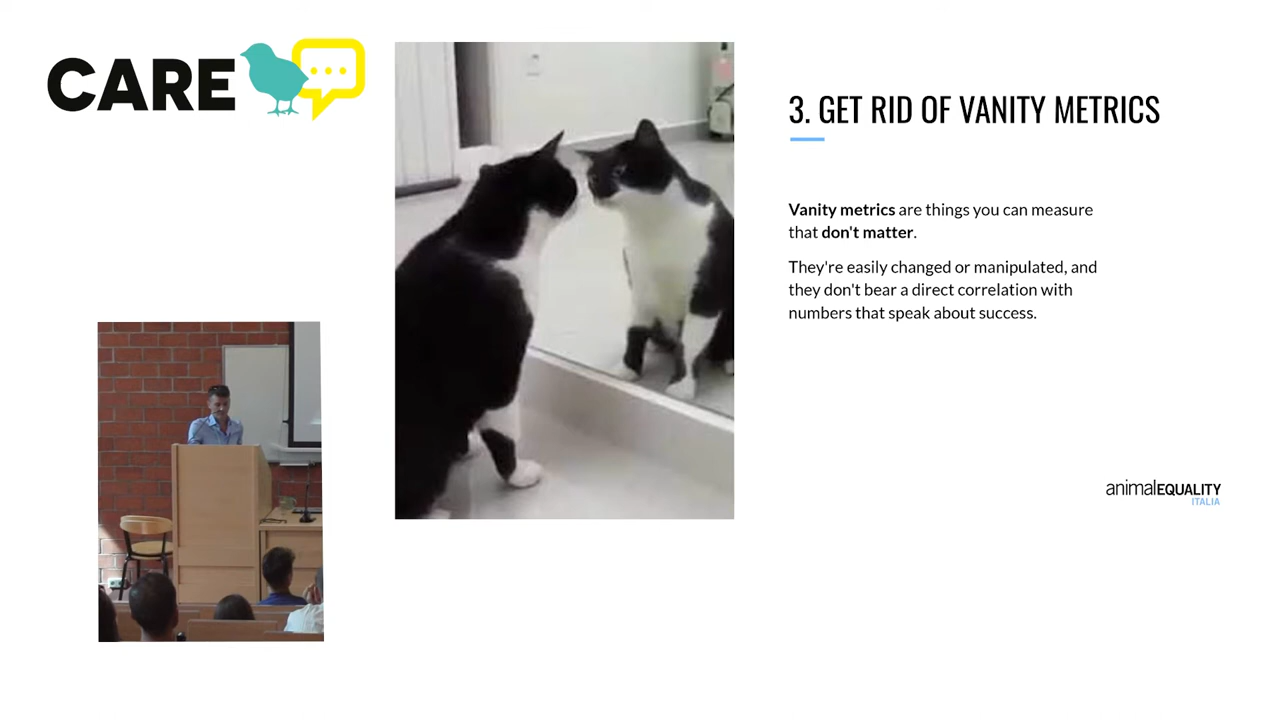 CARE
3. GET RID OF VANITY METRICS
Vanity metrics are things you can measure
that don't matter.
They're easily changed or manipulated, and
they don't bear a direct correlation with
numbers that speak about success.
animalEQUALITY
ITALIA